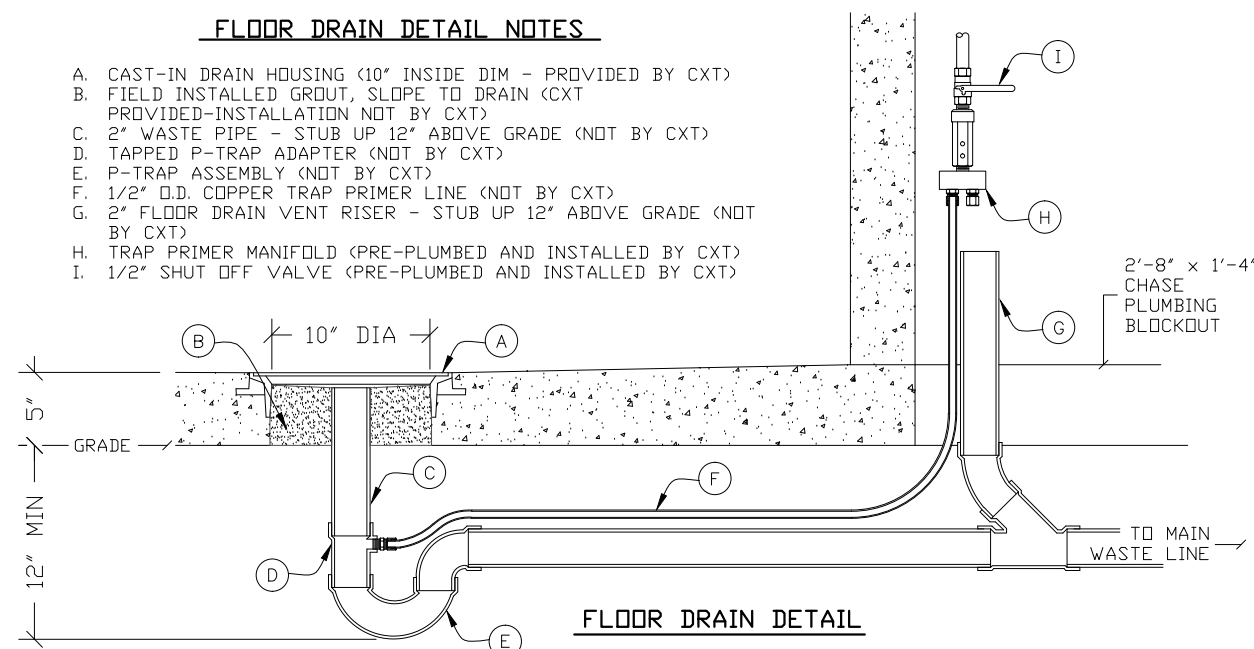 FLOOR DRAIN DETAIL NOTES
A. CAST-IN DRAIN HOUSING (10" INSIDE DIM - PROVIDED BY CXT)
B. FIELD INSTALLED GROUT, SLOPE TO DRAIN (CXT
PROVIDED-INSTALLATION NOT BY CXT)
C. 2" WASTE PIPE - STUB UP 12" ABOVE GRADE (NOT BY CXT)
D. TAPPED P-TRAP ADAPTER (NOT BY CXT)
E. P-TRAP ASSEMBLY (NOT BY CXT)
F. 1/2" O.D. COPPER TRAP PRIMER LINE (NOT BY CXT)
G. 2" FLOOR DRAIN VENT RISER - STUB UP 12" ABOVE GRADE (NOT
BY CXT)
H. TRAP PRIMER MANIFOLD (PRE-PLUMBED AND INSTALLED BY CXT)
I. 1/2" SHUT OFF VALVE (PRE-PLUMBED AND INSTALLED BY CXT)
I
H
2'-8" x 1'-4"
CHASE
PLUMBING
BLOCKOUT
G
B
10" DIA
A
5"
GRADE
12" MIN
C
F
D
E
TO MAIN
WASTE LINE
FLOOR DRAIN DETAIL